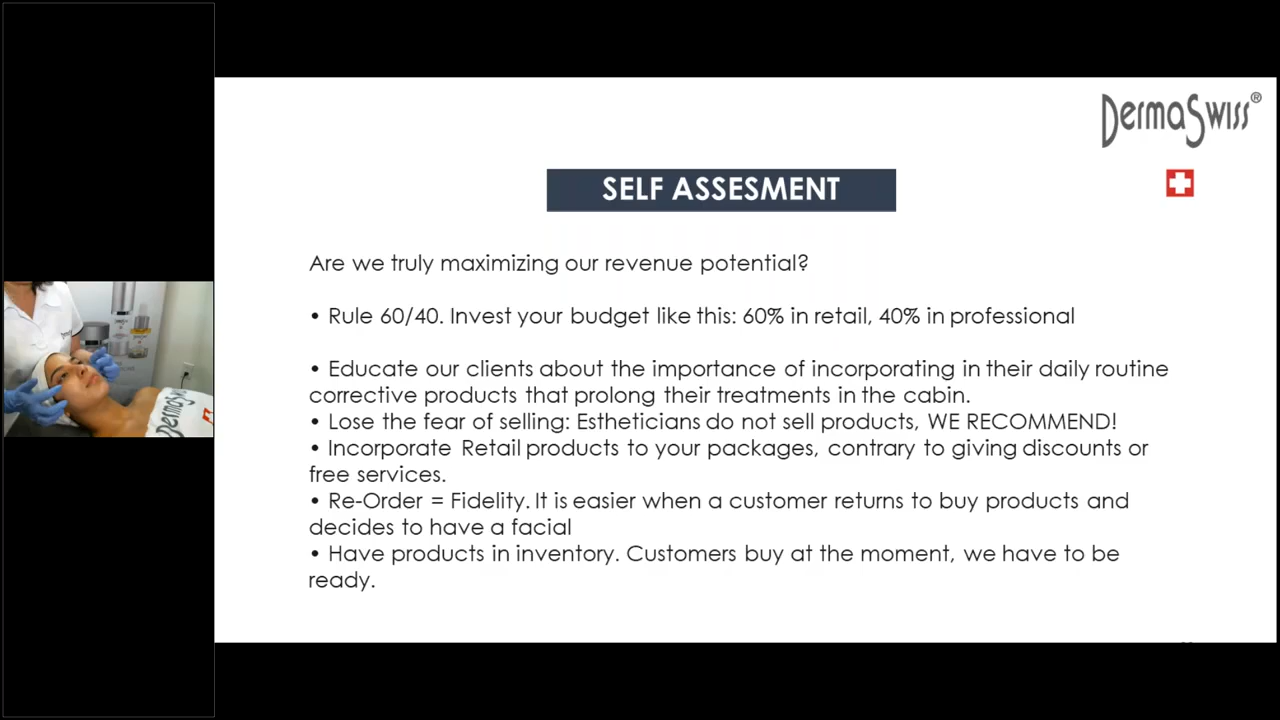 DermaSwiss®
SELF ASSESMENT
Are we truly maximizing our revenue potential?
• Rule 60/40. Invest your budget like this: 60% in retail, 40% in professional
• Educate our clients about the importance of incorporating in their daily routine
corrective products that prolong their treatments in the cabin.
• Lose the fear of selling: Estheticians do not sell products, WE RECOMMEND!
• Incorporate Retail products to your packages, contrary to giving discounts or
free services.
• Re-Order = Fidelity. It is easier when a customer returns to buy products and
decides to have a facial
• Have products in inventory. Customers buy at the moment, we have to be
ready.
DermaSwiss